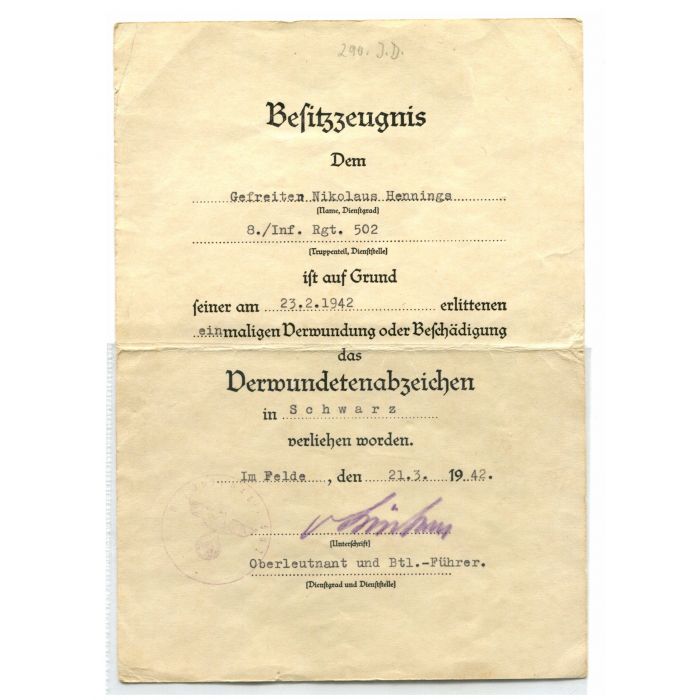 290. I.D.
Besitzzeugnis
Dem
Gefreiten Nikolaus Hennings
(Name, Dienstgrad)
8./Inf. Rgt. 502
(Truppenteil, Dienststelle)
ist auf Grund
seiner am 23.2.1942 erlittenen
einmaligen Verwundung oder Beschädigung
das
Verwundetenabzeichen
in Schwarz
verliehen worden.
Im Felde, den 21.3. 1942.
(Unterschrift)
Oberleutnant und Btl.-Führer.
(Dienstgrad und Dienststelle)